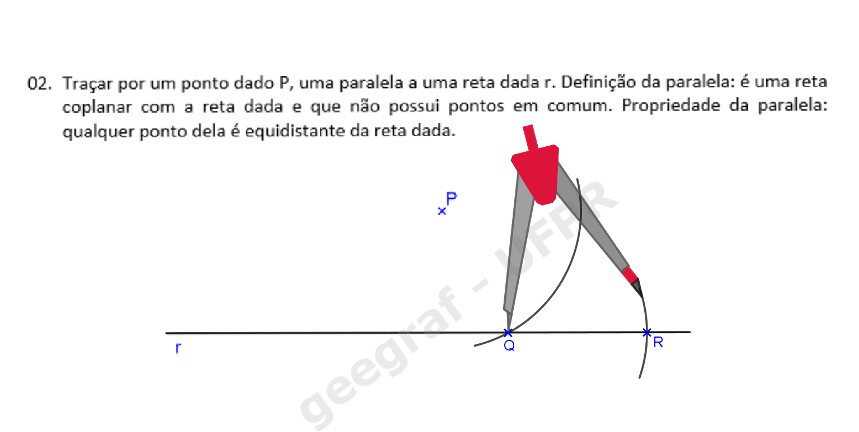 02. Traçar por um ponto dado P, uma paralela a uma reta dada r. Definição da paralela: é uma reta
coplanar com a reta dada e que não possui pontos em comum. Propriedade da paralela:
qualquer ponto dela é equidistante da reta dada.
P
geegraf - UFPR
r
Q
R